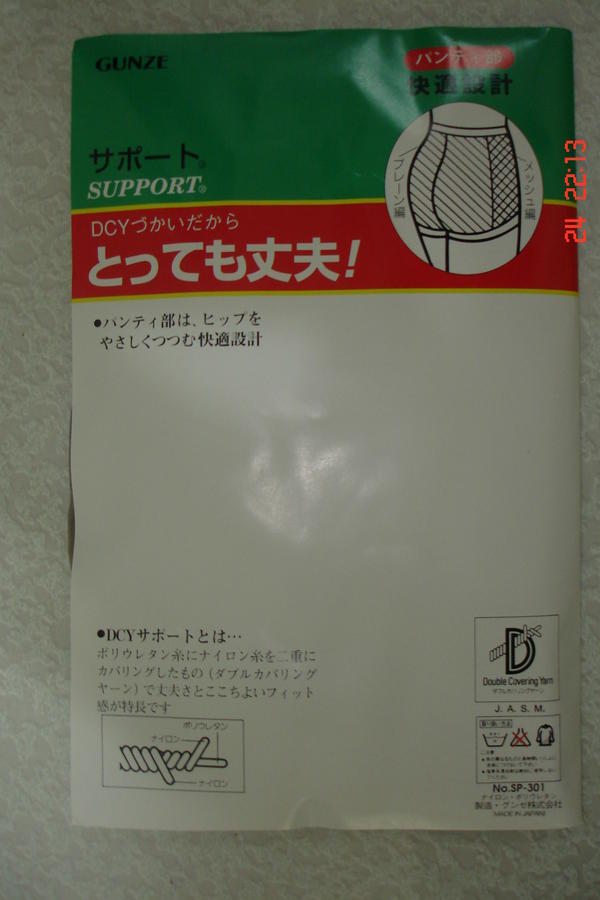 GUNZE
パンティ部
快適設計
サポート®
SUPPORT®
プレーン編
メッシュ編
DCYづかいだから
とっても丈夫!
24 22:13
●パンティ部は、ヒップを
やさしくつつむ快適設計
●DCYサポートとは…
ポリウレタン糸にナイロン糸を二重に
カバリングしたもの(ダブルカバリング
ヤーン)で丈夫さとここちよいフィット
感が特長です
ポリウレタン
ナイロン
ナイロン
D
Double Covering Yarn
ダブルカバリングヤーン
J. A. S. M.
取り扱い方法
No.SP-301
ナイロン・ポリウレタン
製造・グンゼ株式会社
(MADE IN JAPAN)